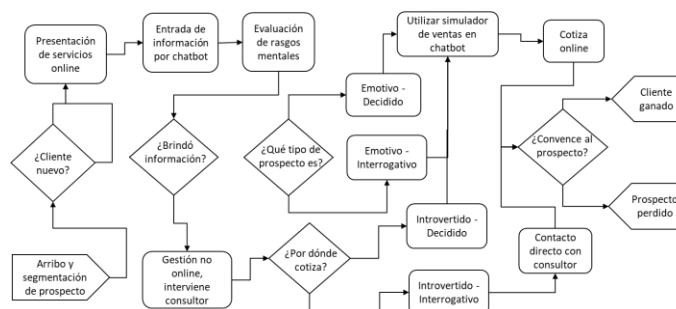 Presentación
de servicios
online
Entrada de
información
por chatbot
Evaluación
de rasgos
mentales
Utilizar simulador
de ventas en
chatbot
Cotiza
online
Emotivo -
Decidido
Cliente
ganado
¿Cliente
nuevo?
¿Brindó
información?
¿Qué tipo de
prospecto es?
Emotivo -
Interrogativo
¿Convence al
prospecto?
Prospecto
perdido
Introvertido -
Decidido
Arribo y
segmentación
de prospecto
Gestión no
online,
interviene
consultor
¿Por dónde
cotiza?
Contacto
directo con
consultor
Introvertido -
Interrogativo